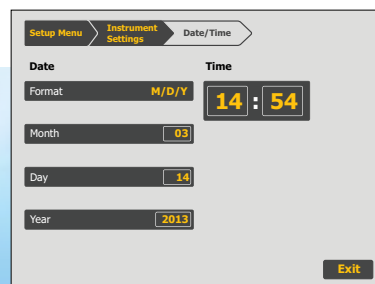 Setup Menu
Instrument
Settings
Date/Time
Date
Time
Format M/D/Y
14 : 54
Month 03
Day 14
Year 2013
Exit